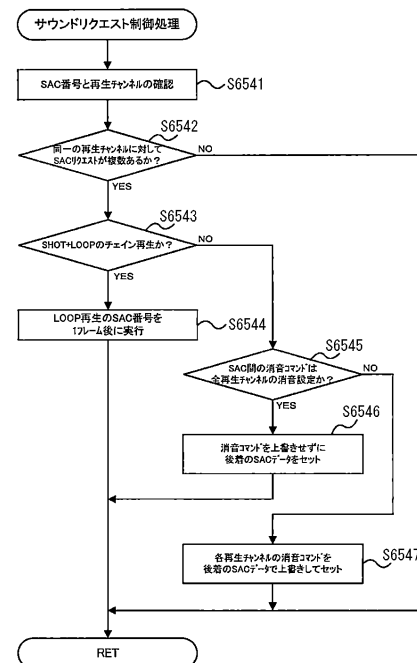 サウンドリクエスト制御処理
SAC番号と再生チャンネルの確認
S6541
S6542
同一の再生チャンネルに対して
SACリクエストが複数あるか?
NO
YES
S6543
SHOT+LOOPのチェイン再生か?
NO
YES
LOOP再生のSAC番号を
1フレーム後に実行
S6544
S6545
SAC間の消音コマンドは
全再生チャンネルの消音設定か?
NO
YES
S6546
消音コマンドを上書きせずに
後着のSACデータをセット
S6547
各再生チャンネルの消音コマンドを
後着のSACデータで上書きしてセット
RET